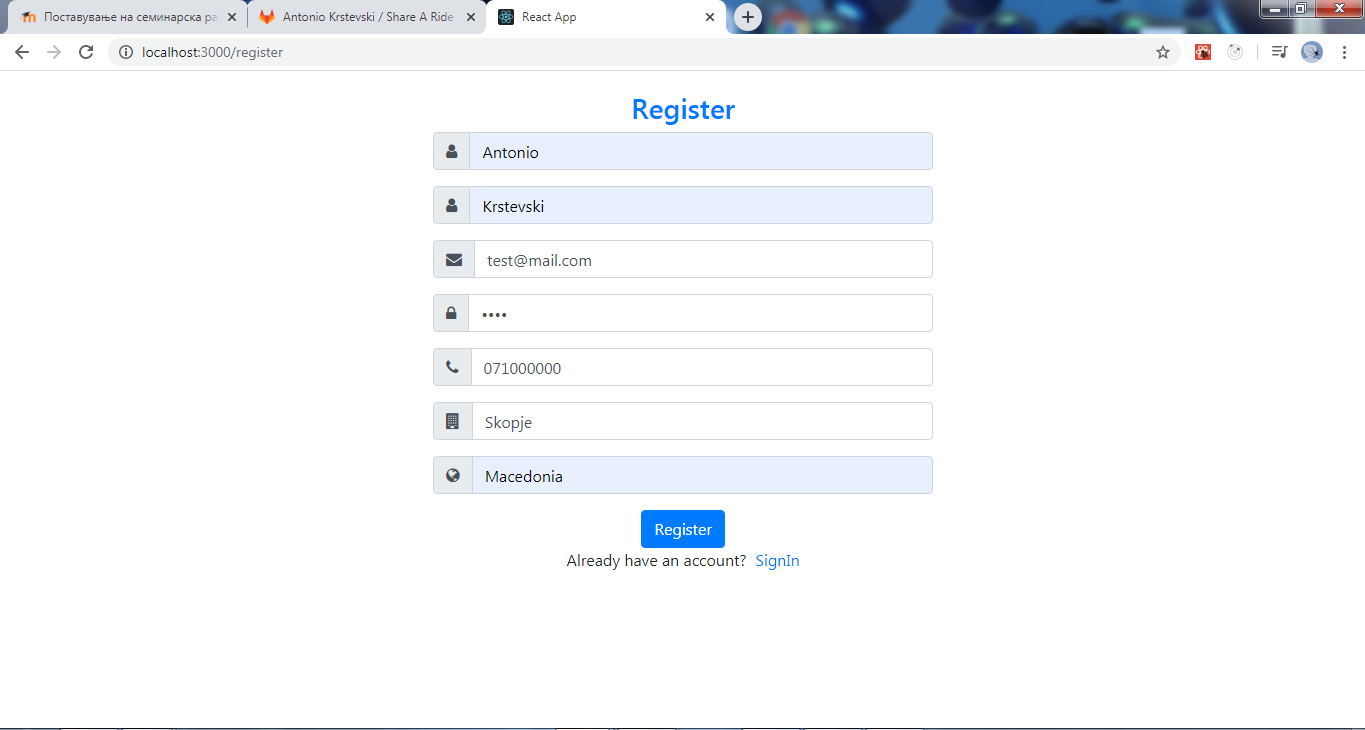 Поставување на семинарска ра
Antonio Krstevski / Share A Ride
React App
localhost:3000/register
Register
Antonio
Krstevski
test@mail.com
••••
071000000
Skopje
Macedonia
Register
Already have an account? SignIn